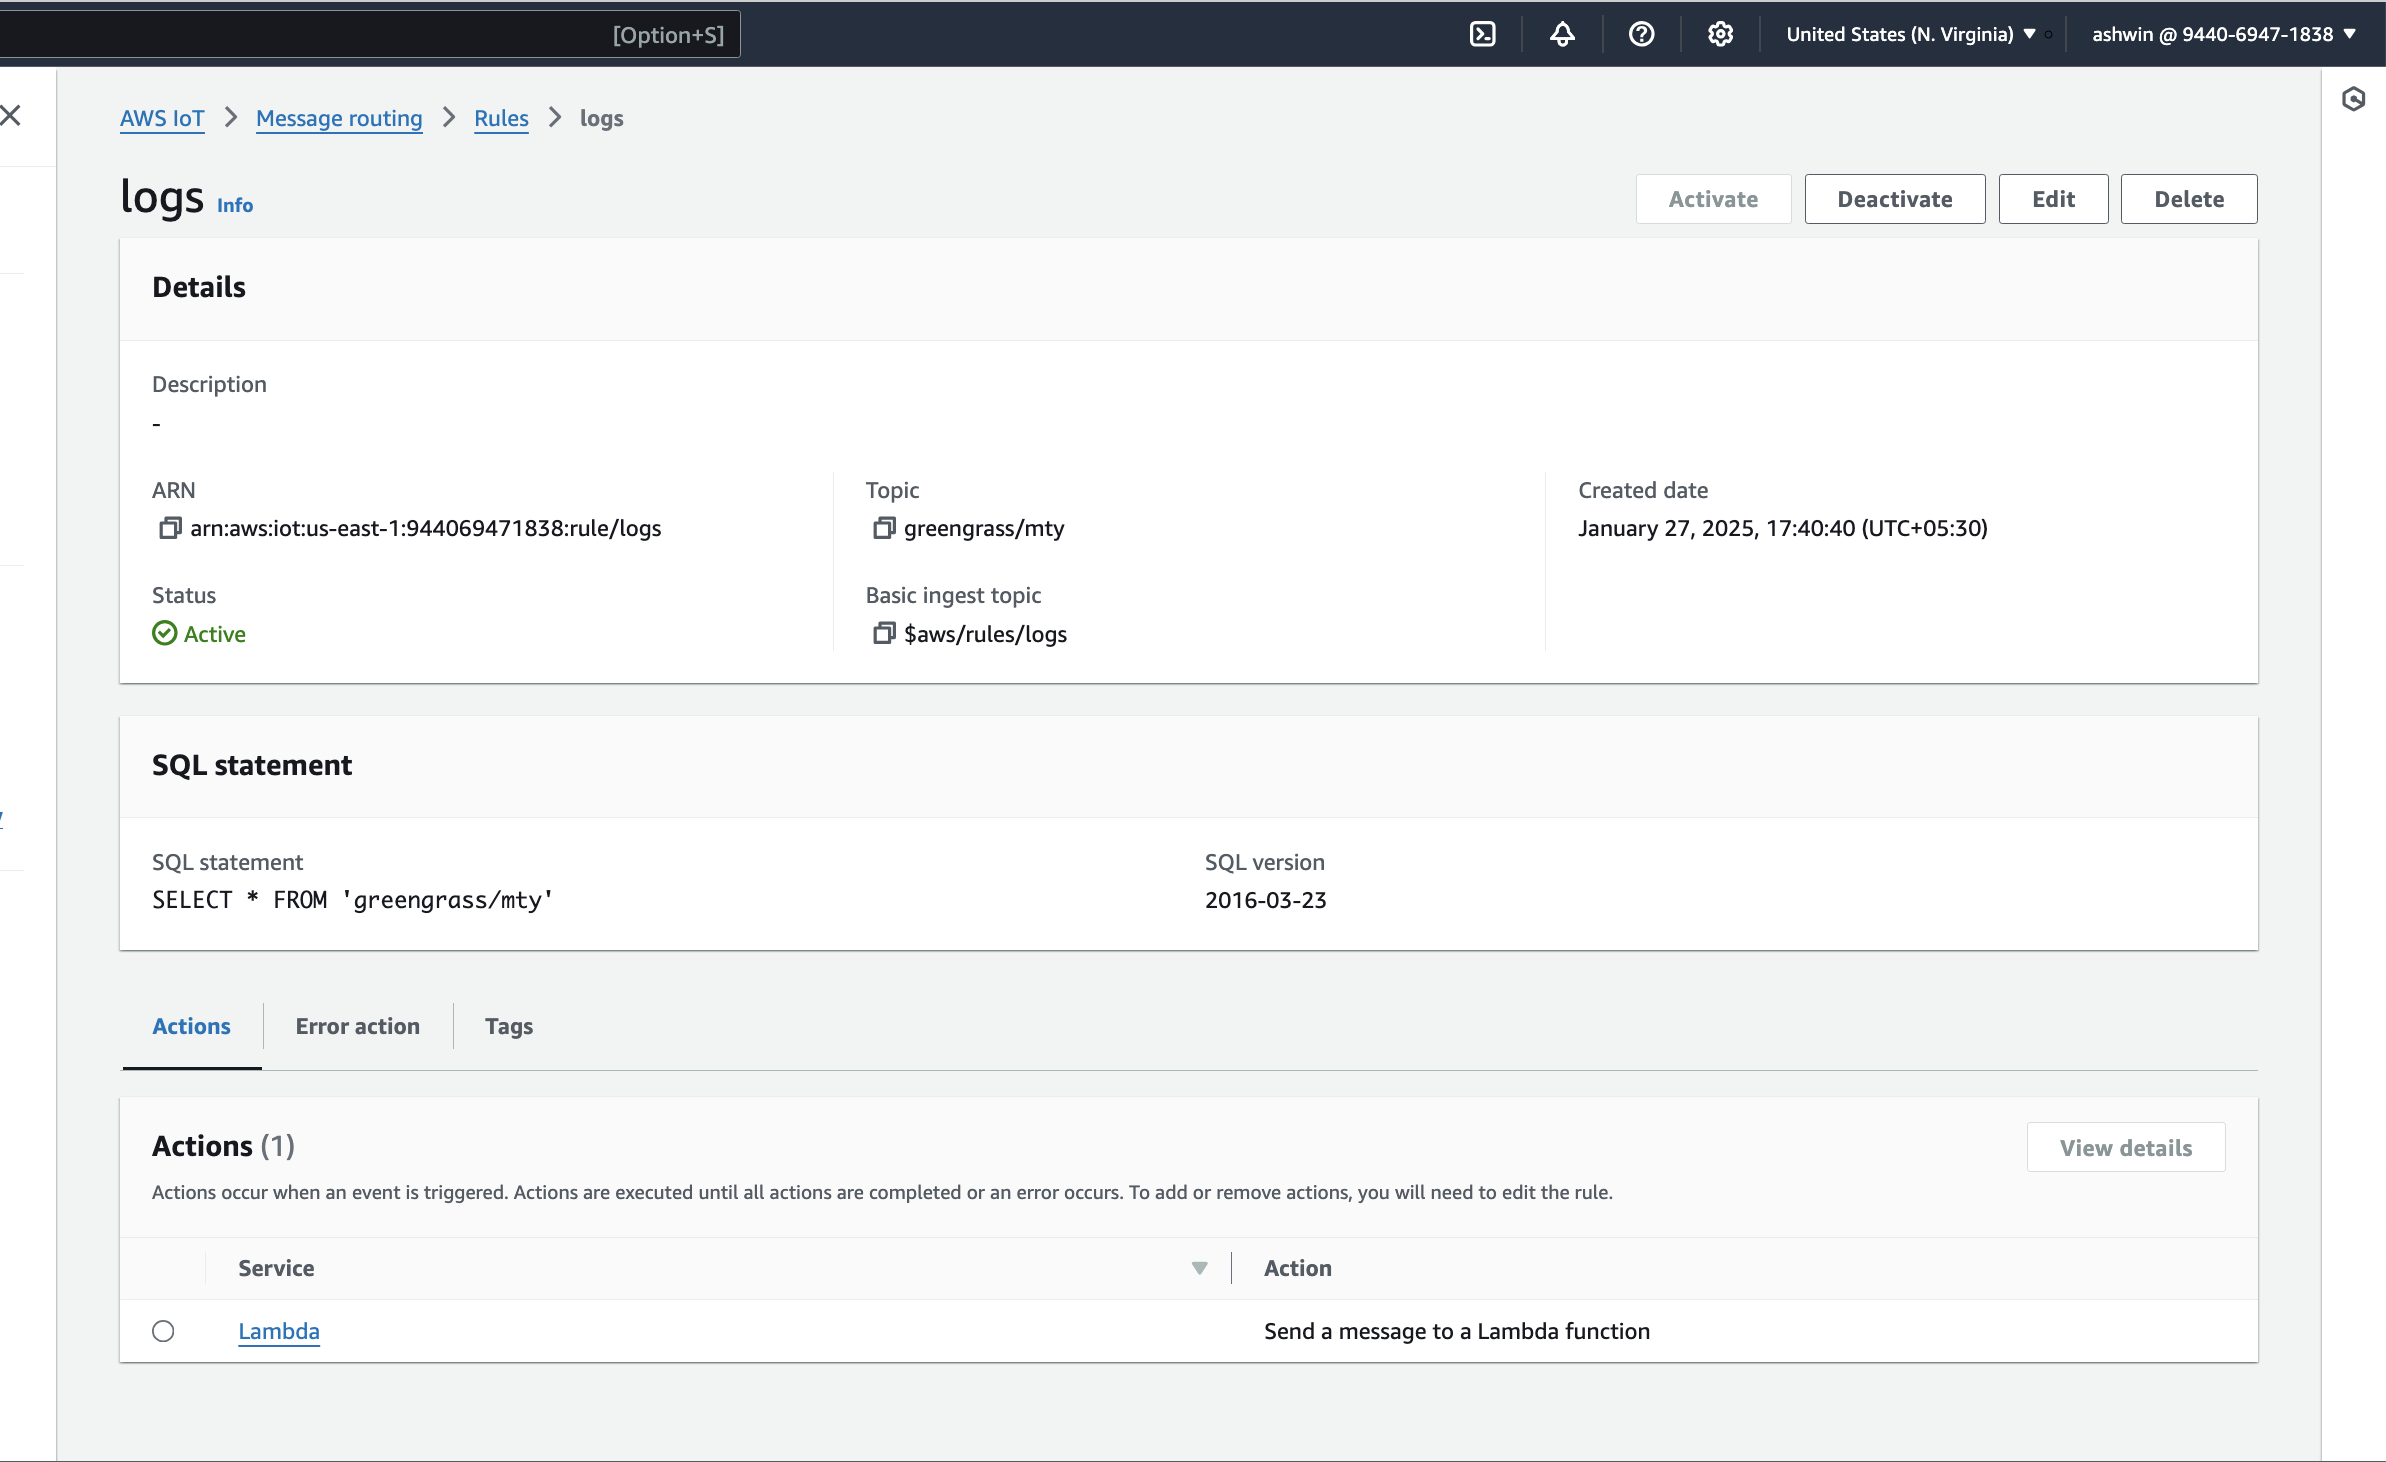 [Option+S]
United States (N. Virginia) ▼
ashwin @ 9440-6947-1838 ▼
AWS IoT > Message routing > Rules > logs
logs Info
Activate
Deactivate
Edit
Delete
Details
Description
-
ARN
arn:aws:iot:us-east-1:944069471838:rule/logs
Status
Active
Topic
greengrass/mty
Basic ingest topic
$aws/rules/logs
Created date
January 27, 2025, 17:40:40 (UTC+05:30)
SQL statement
SQL statement
SELECT * FROM 'greengrass/mty'
SQL version
2016-03-23
Actions
Error action
Tags
Actions (1)
View details
Actions occur when an event is triggered. Actions are executed until all actions are completed or an error occurs. To add or remove actions, you will need to edit the rule.
Service
Action
Lambda
Send a message to a Lambda function